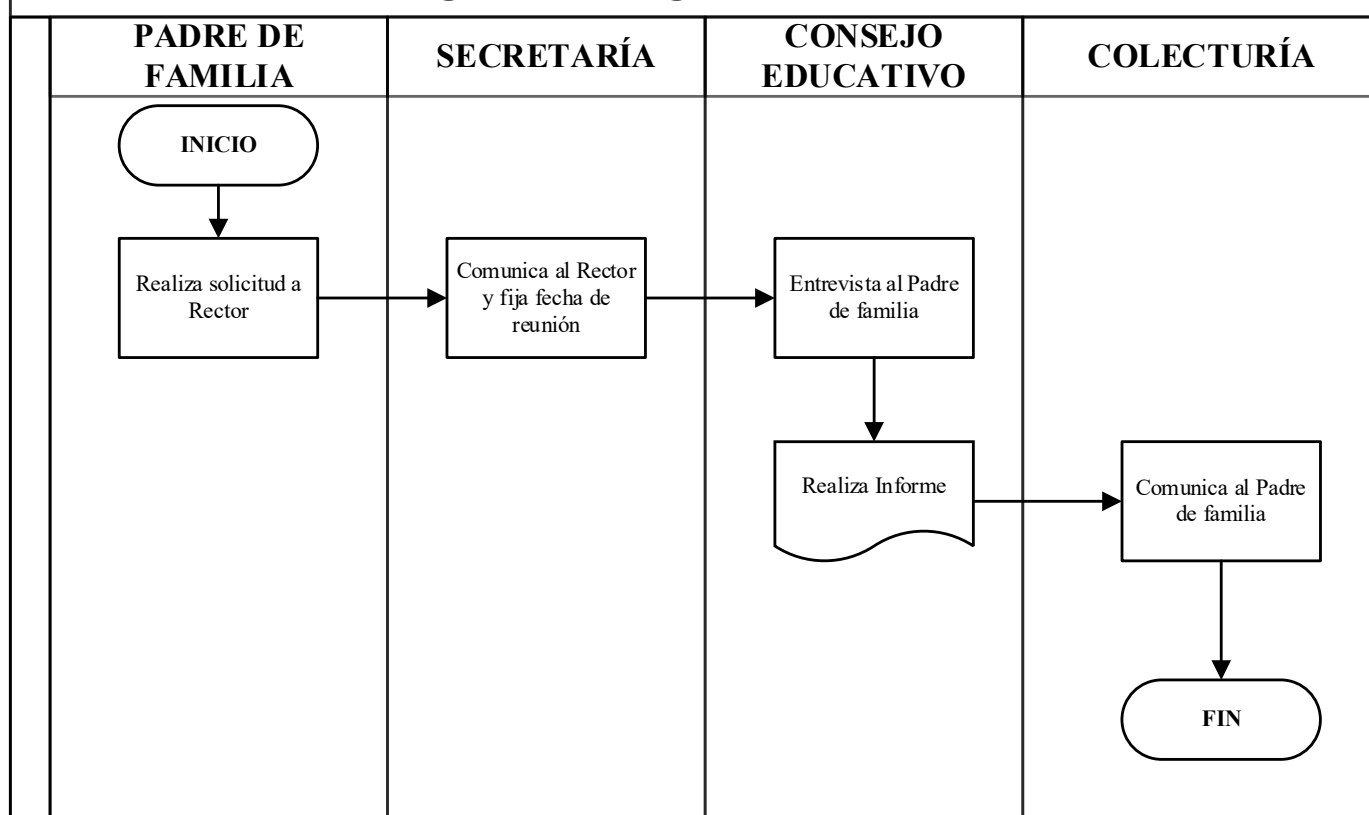 PADRE DE
FAMILIA
SECRETARÍA
CONSEJO
EDUCATIVO
COLECTURÍA
INICIO
Realiza solicitud a
Rector
Comunica al Rector
y fija fecha de
reunión
Entrevista al Padre
de familia
Realiza Informe
Comunica al Padre
de familia
FIN